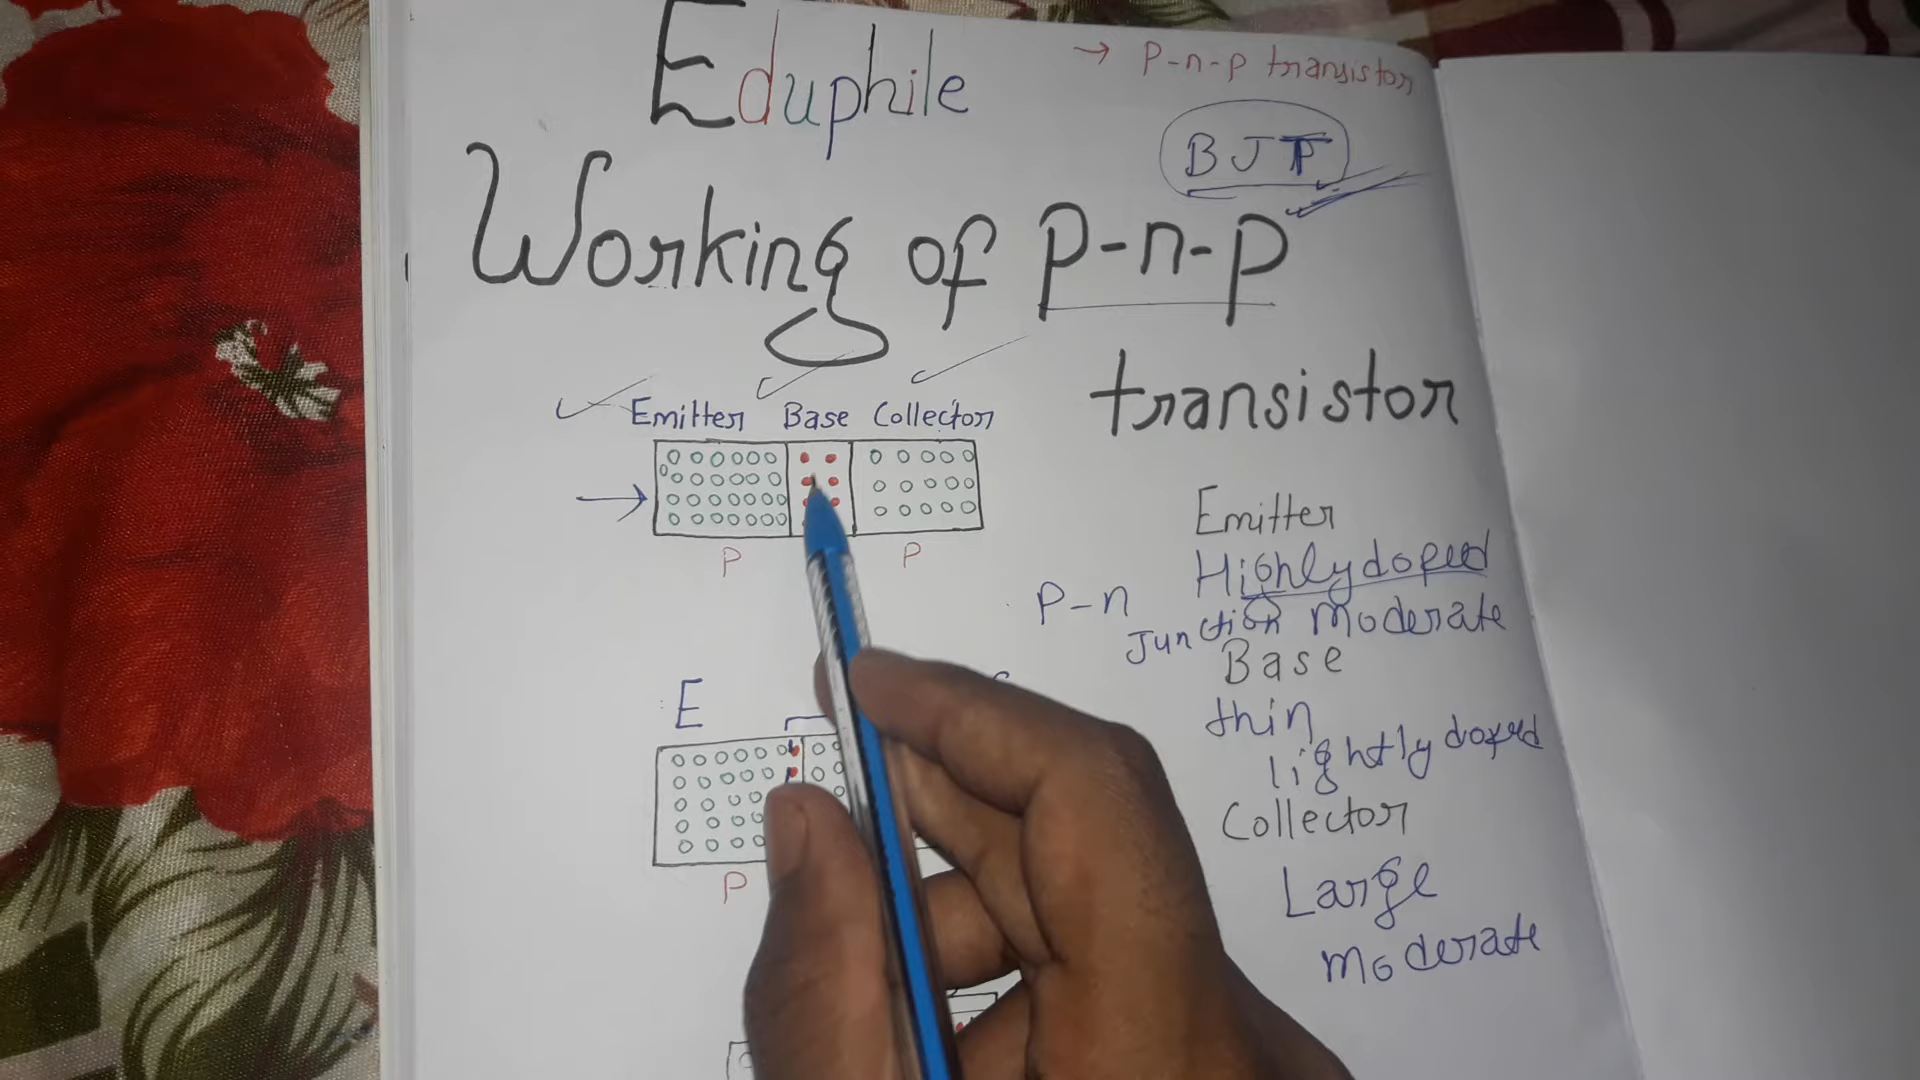 Eduphile
→ P-n-p transistor
BJT
Working of p-n-p
transistor
Emitter Base Collector
P P
Emitter
Highly doped
P-n
Junction moderate
Base
thin
lightly doped
Collector
Large
moderate
E
P